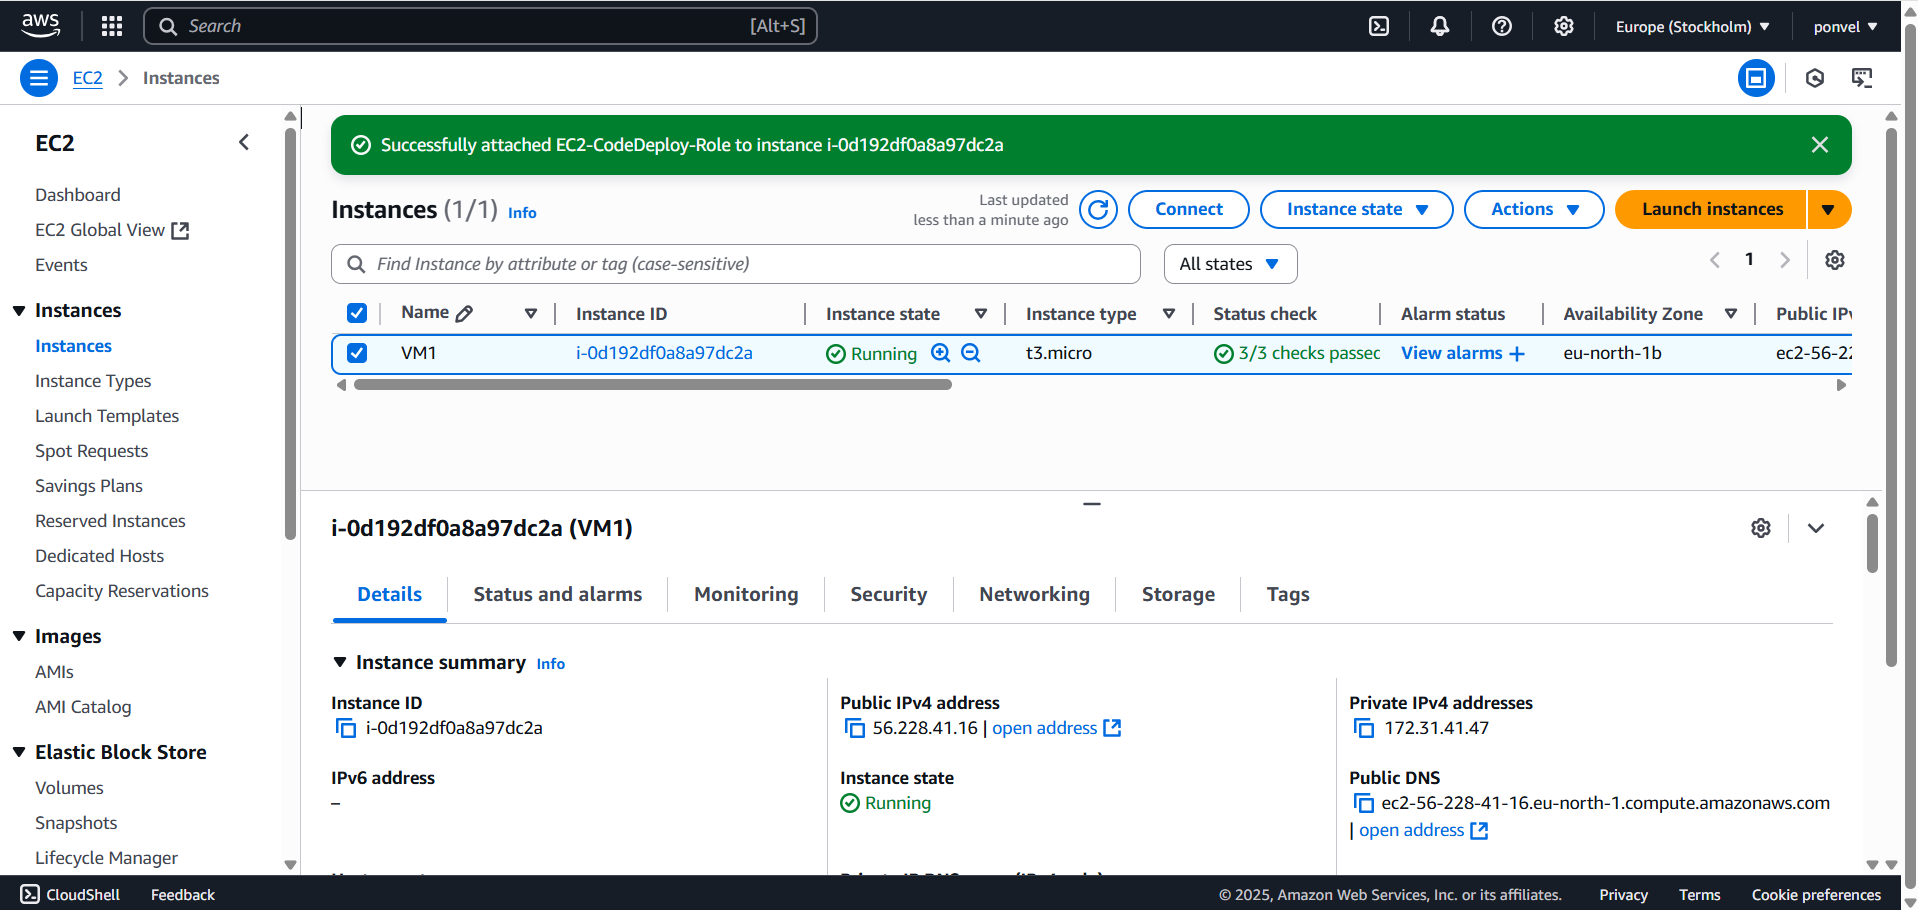 aws
Search [Alt+S]
Europe (Stockholm)
ponvel
EC2 Instances
EC2
Dashboard
EC2 Global View
Events
Instances
Instances
Instance Types
Launch Templates
Spot Requests
Savings Plans
Reserved Instances
Dedicated Hosts
Capacity Reservations
Images
AMIs
AMI Catalog
Elastic Block Store
Volumes
Snapshots
Lifecycle Manager
Successfully attached EC2-CodeDeploy-Role to instance i-0d192df0a8a97dc2a
Instances (1/1) Info
Last updated
less than a minute ago
Connect
Instance state
Actions
Launch instances
Find Instance by attribute or tag (case-sensitive)
All states
1
Name Instance ID Instance state Instance type Status check Alarm status Availability Zone Public IPv
VM1 i-0d192df0a8a97dc2a Running t3.micro 3/3 checks passed View alarms + eu-north-1b ec2-56-22
i-0d192df0a8a97dc2a (VM1)
Details Status and alarms Monitoring Security Networking Storage Tags
Instance summary Info
Instance ID
i-0d192df0a8a97dc2a
Public IPv4 address
56.228.41.16 | open address
Private IPv4 addresses
172.31.41.47
IPv6 address
–
Instance state
Running
Public DNS
ec2-56-228-41-16.eu-north-1.compute.amazonaws.com
| open address
CloudShell Feedback
© 2025, Amazon Web Services, Inc. or its affiliates. Privacy Terms Cookie preferences